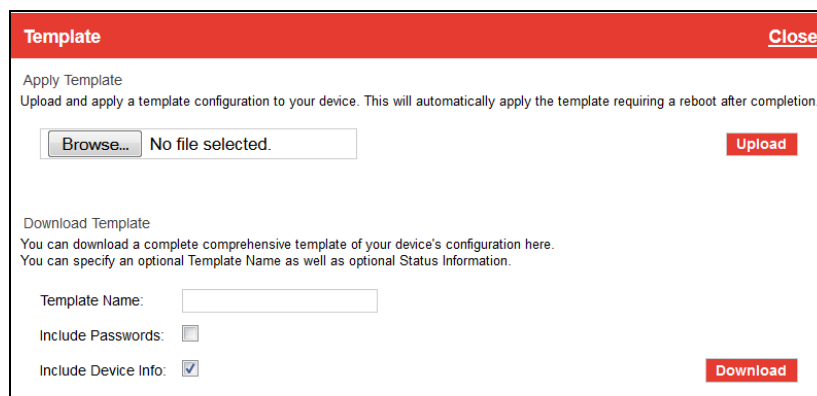 Template
Close
Apply Template
Upload and apply a template configuration to your device. This will automatically apply the template requiring a reboot after completion.
Browse... No file selected.
Upload
Download Template
You can download a complete comprehensive template of your device's configuration here.
You can specify an optional Template Name as well as optional Status Information.
Template Name:
Include Passwords:
Include Device Info:
Download